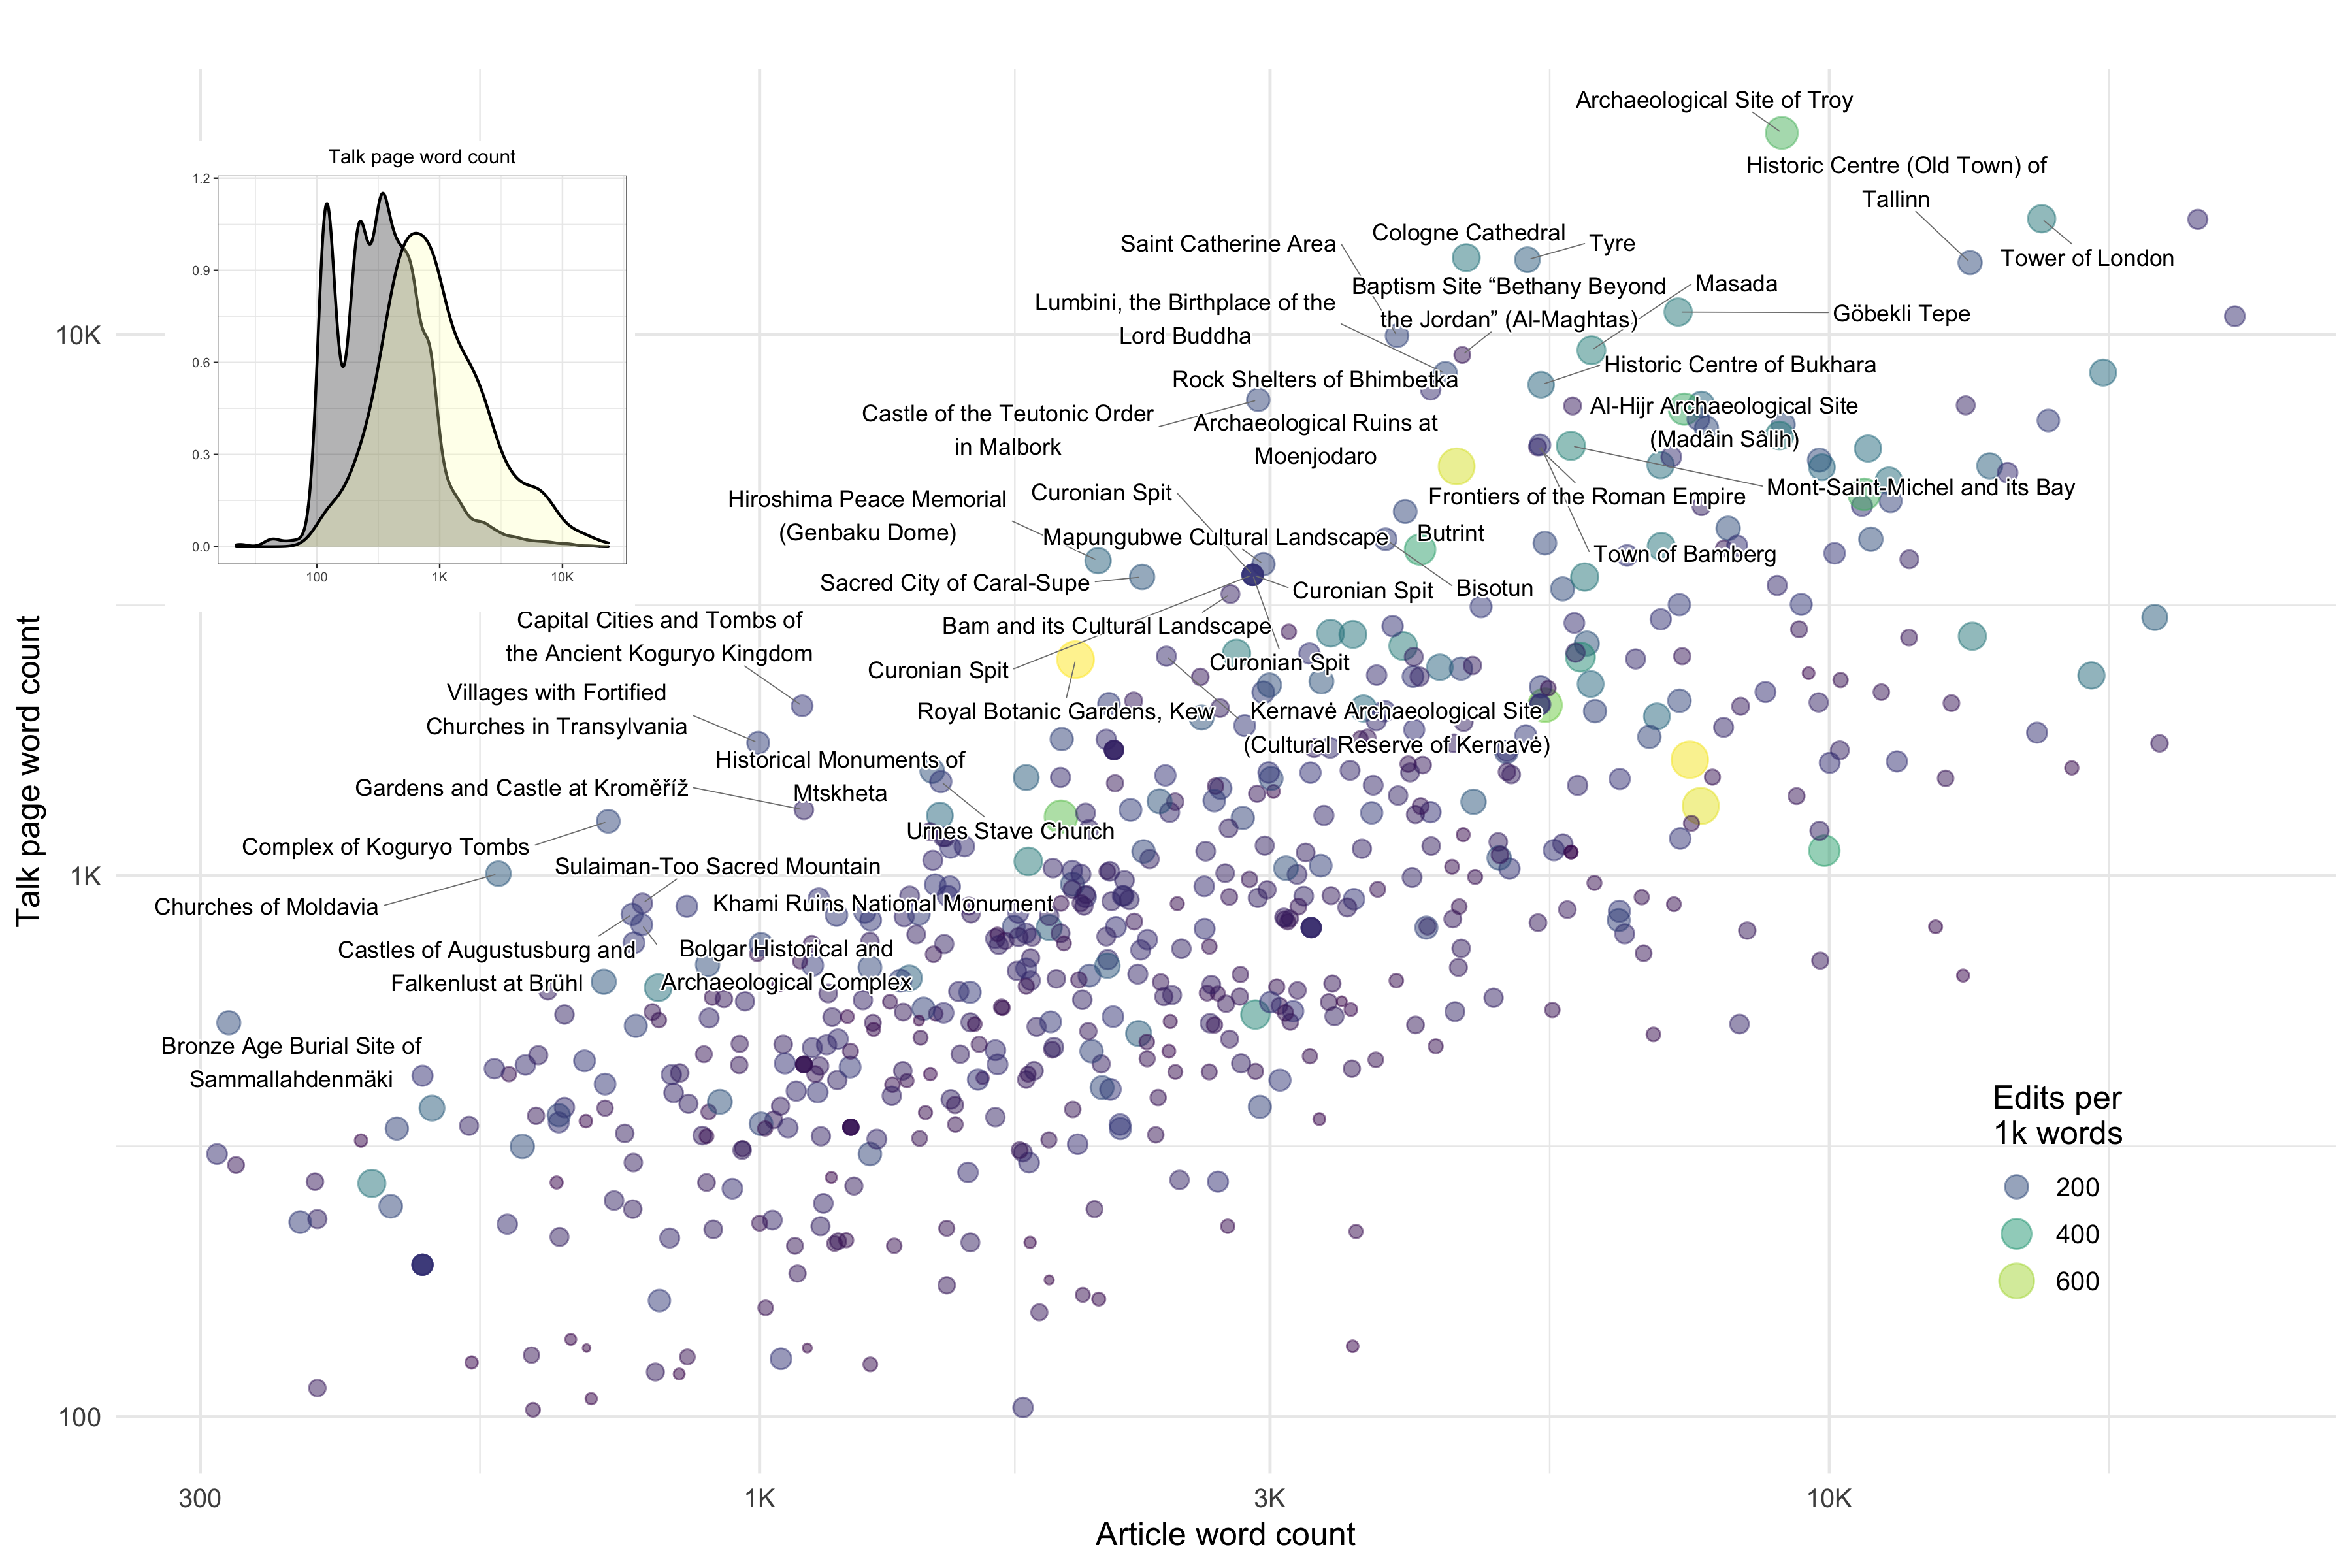 Archaeological Site of Troy
Talk page word count
Historic Centre (Old Town) of
Tallinn
1.2
0.9
0.6
0.3
0.0
100
1K
10K
Saint Catherine Area
Cologne Cathedral
Tyre
Tower of London
Baptism Site “Bethany Beyond
the Jordan” (Al-Maghtas)
Masada
Göbekli Tepe
Lumbini, the Birthplace of the
Lord Buddha
Historic Centre of Bukhara
Rock Shelters of Bhimbetka
Castle of the Teutonic Order
in Malbork
Archaeological Ruins at
Moenjodaro
Al-Hijr Archaeological Site
(Madâin Sâlih)
Hiroshima Peace Memorial
(Genbaku Dome)
Curonian Spit
Frontiers of the Roman Empire
Mont-Saint-Michel and its Bay
Mapungubwe Cultural Landscape
Butrint
Town of Bamberg
Sacred City of Caral-Supe
Curonian Spit
Bisotun
Capital Cities and Tombs of
the Ancient Koguryo Kingdom
Bam and its Cultural Landscape
Curonian Spit
Curonian Spit
Villages with Fortified
Churches in Transylvania
Royal Botanic Gardens, Kew
Kernavė Archaeological Site
(Cultural Reserve of Kernavė)
Historical Monuments of
Mtskheta
Gardens and Castle at Kroměříž
Urnes Stave Church
Complex of Koguryo Tombs
Sulaiman-Too Sacred Mountain
Churches of Moldavia
Khami Ruins National Monument
Castles of Augustusburg and
Falkenlust at Brühl
Bolgar Historical and
Archaeological Complex
Bronze Age Burial Site of
Sammallahdenmäki
Talk page word count
10K
1K
100
300
1K
3K
10K
Article word count
Edits per
1k words
200
400
600